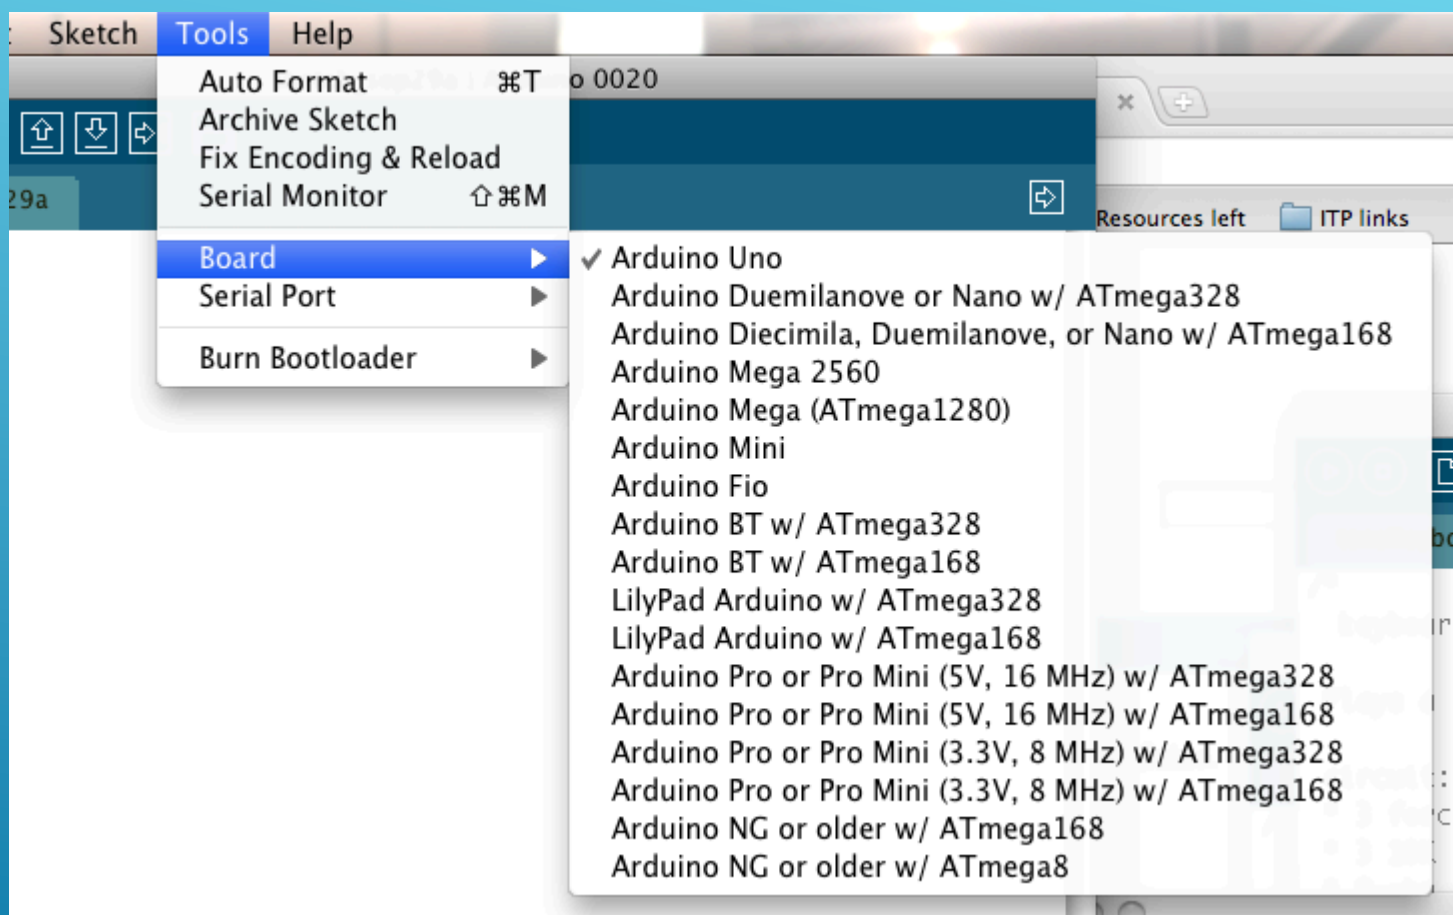 Sketch Tools Help
Auto Format ⌘T
Archive Sketch
Fix Encoding & Reload
Serial Monitor ⇧⌘M
Board
Serial Port
Burn Bootloader
o 0020
29a
Resources left ITP links
✓ Arduino Uno
Arduino Duemilanove or Nano w/ ATmega328
Arduino Diecimila, Duemilanove, or Nano w/ ATmega168
Arduino Mega 2560
Arduino Mega (ATmega1280)
Arduino Mini
Arduino Fio
Arduino BT w/ ATmega328
Arduino BT w/ ATmega168
LilyPad Arduino w/ ATmega328
LilyPad Arduino w/ ATmega168
Arduino Pro or Pro Mini (5V, 16 MHz) w/ ATmega328
Arduino Pro or Pro Mini (5V, 16 MHz) w/ ATmega168
Arduino Pro or Pro Mini (3.3V, 8 MHz) w/ ATmega328
Arduino Pro or Pro Mini (3.3V, 8 MHz) w/ ATmega168
Arduino NG or older w/ ATmega168
Arduino NG or older w/ ATmega8